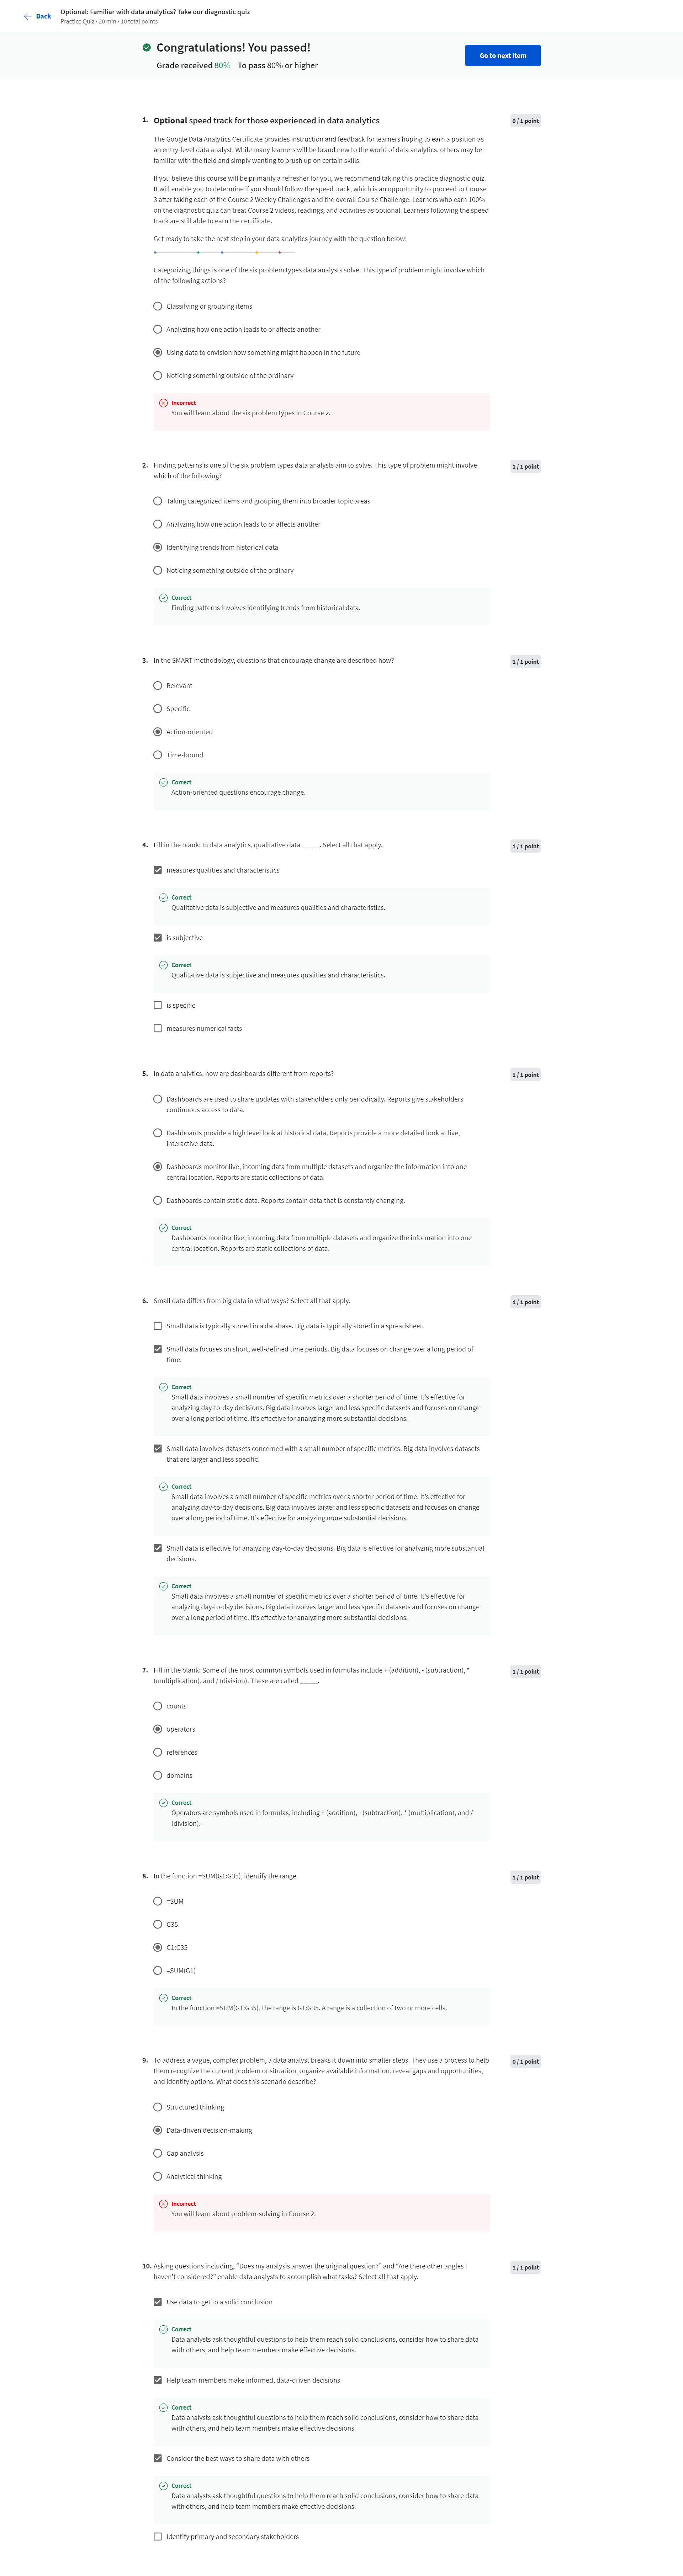 Back
Optional: Familiar with data analytics? Take our diagnostic quiz
Practice Quiz • 20 min • 10 total points
Congratulations! You passed!
Grade received 80% To pass 80% or higher
Go to next item
1. Optional speed track for those experienced in data analytics
0 / 1 point
The Google Data Analytics Certificate provides instruction and feedback for learners hoping to earn a position as
an entry-level data analyst. While many learners will be brand new to the world of data analytics, others may be
familiar with the field and simply wanting to brush up on certain skills.
If you believe this course will be primarily a refresher for you, we recommend taking this practice diagnostic quiz.
It will enable you to determine if you should follow the speed track, which is an opportunity to proceed to Course
3 after taking each of the Course 2 Weekly Challenges and the overall Course Challenge. Learners who earn 100%
on the diagnostic quiz can treat Course 2 videos, readings, and activities as optional. Learners following the speed
track are still able to earn the certificate.
Get ready to take the next step in your data analytics journey with the question below!
Categorizing things is one of the six problem types data analysts solve. This type of problem might involve which
of the following actions?
Classifying or grouping items
Analyzing how one action leads to or affects another
Using data to envision how something might happen in the future
Noticing something outside of the ordinary
Incorrect
You will learn about the six problem types in Course 2.
2. Finding patterns is one of the six problem types data analysts aim to solve. This type of problem might involve
which of the following?
1 / 1 point
Taking categorized items and grouping them into broader topic areas
Analyzing how one action leads to or affects another
Identifying trends from historical data
Noticing something outside of the ordinary
Correct
Finding patterns involves identifying trends from historical data.
3. In the SMART methodology, questions that encourage change are described how?
1 / 1 point
Relevant
Specific
Action-oriented
Time-bound
Correct
Action-oriented questions encourage change.
4. Fill in the blank: In data analytics, qualitative data _____. Select all that apply.
1 / 1 point
measures qualities and characteristics
Correct
Qualitative data is subjective and measures qualities and characteristics.
is subjective
Correct
Qualitative data is subjective and measures qualities and characteristics.
is specific
measures numerical facts
5. In data analytics, how are dashboards different from reports?
1 / 1 point
Dashboards are used to share updates with stakeholders only periodically. Reports give stakeholders
continuous access to data.
Dashboards provide a high level look at historical data. Reports provide a more detailed look at live,
interactive data.
Dashboards monitor live, incoming data from multiple datasets and organize the information into one
central location. Reports are static collections of data.
Dashboards contain static data. Reports contain data that is constantly changing.
Correct
Dashboards monitor live, incoming data from multiple datasets and organize the information into one
central location. Reports are static collections of data.
6. Small data differs from big data in what ways? Select all that apply.
1 / 1 point
Small data is typically stored in a database. Big data is typically stored in a spreadsheet.
Small data focuses on short, well-defined time periods. Big data focuses on change over a long period of
time.
Correct
Small data involves a small number of specific metrics over a shorter period of time. It's effective for
analyzing day-to-day decisions. Big data involves larger and less specific datasets and focuses on change
over a long period of time. It's effective for analyzing more substantial decisions.
Small data involves datasets concerned with a small number of specific metrics. Big data involves datasets
that are larger and less specific.
Correct
Small data involves a small number of specific metrics over a shorter period of time. It's effective for
analyzing day-to-day decisions. Big data involves larger and less specific datasets and focuses on change
over a long period of time. It's effective for analyzing more substantial decisions.
Small data is effective for analyzing day-to-day decisions. Big data is effective for analyzing more substantial
decisions.
Correct
Small data involves a small number of specific metrics over a shorter period of time. It's effective for
analyzing day-to-day decisions. Big data involves larger and less specific datasets and focuses on change
over a long period of time. It's effective for analyzing more substantial decisions.
7. Fill in the blank: Some of the most common symbols used in formulas include + (addition), - (subtraction), *
(multiplication), and / (division). These are called _____.
1 / 1 point
counts
operators
references
domains
Correct
Operators are symbols used in formulas, including + (addition), - (subtraction), * (multiplication), and /
(division).
8. In the function =SUM(G1:G35), identify the range.
1 / 1 point
=SUM
G35
G1:G35
=SUM(G1)
Correct
In the function =SUM(G1:G35), the range is G1:G35. A range is a collection of two or more cells.
9. To address a vague, complex problem, a data analyst breaks it down into smaller steps. They use a process to help
them recognize the current problem or situation, organize available information, reveal gaps and opportunities,
and identify options. What does this scenario describe?
0 / 1 point
Structured thinking
Data-driven decision-making
Gap analysis
Analytical thinking
Incorrect
You will learn about problem-solving in Course 2.
10. Asking questions including, "Does my analysis answer the original question?" and "Are there other angles I
haven't considered?" enable data analysts to accomplish what tasks? Select all that apply.
1 / 1 point
Use data to get to a solid conclusion
Correct
Data analysts ask thoughtful questions to help them reach solid conclusions, consider how to share data
with others, and help team members make effective decisions.
Help team members make informed, data-driven decisions
Correct
Data analysts ask thoughtful questions to help them reach solid conclusions, consider how to share data
with others, and help team members make effective decisions.
Consider the best ways to share data with others
Correct
Data analysts ask thoughtful questions to help them reach solid conclusions, consider how to share data
with others, and help team members make effective decisions.
Identify primary and secondary stakeholders